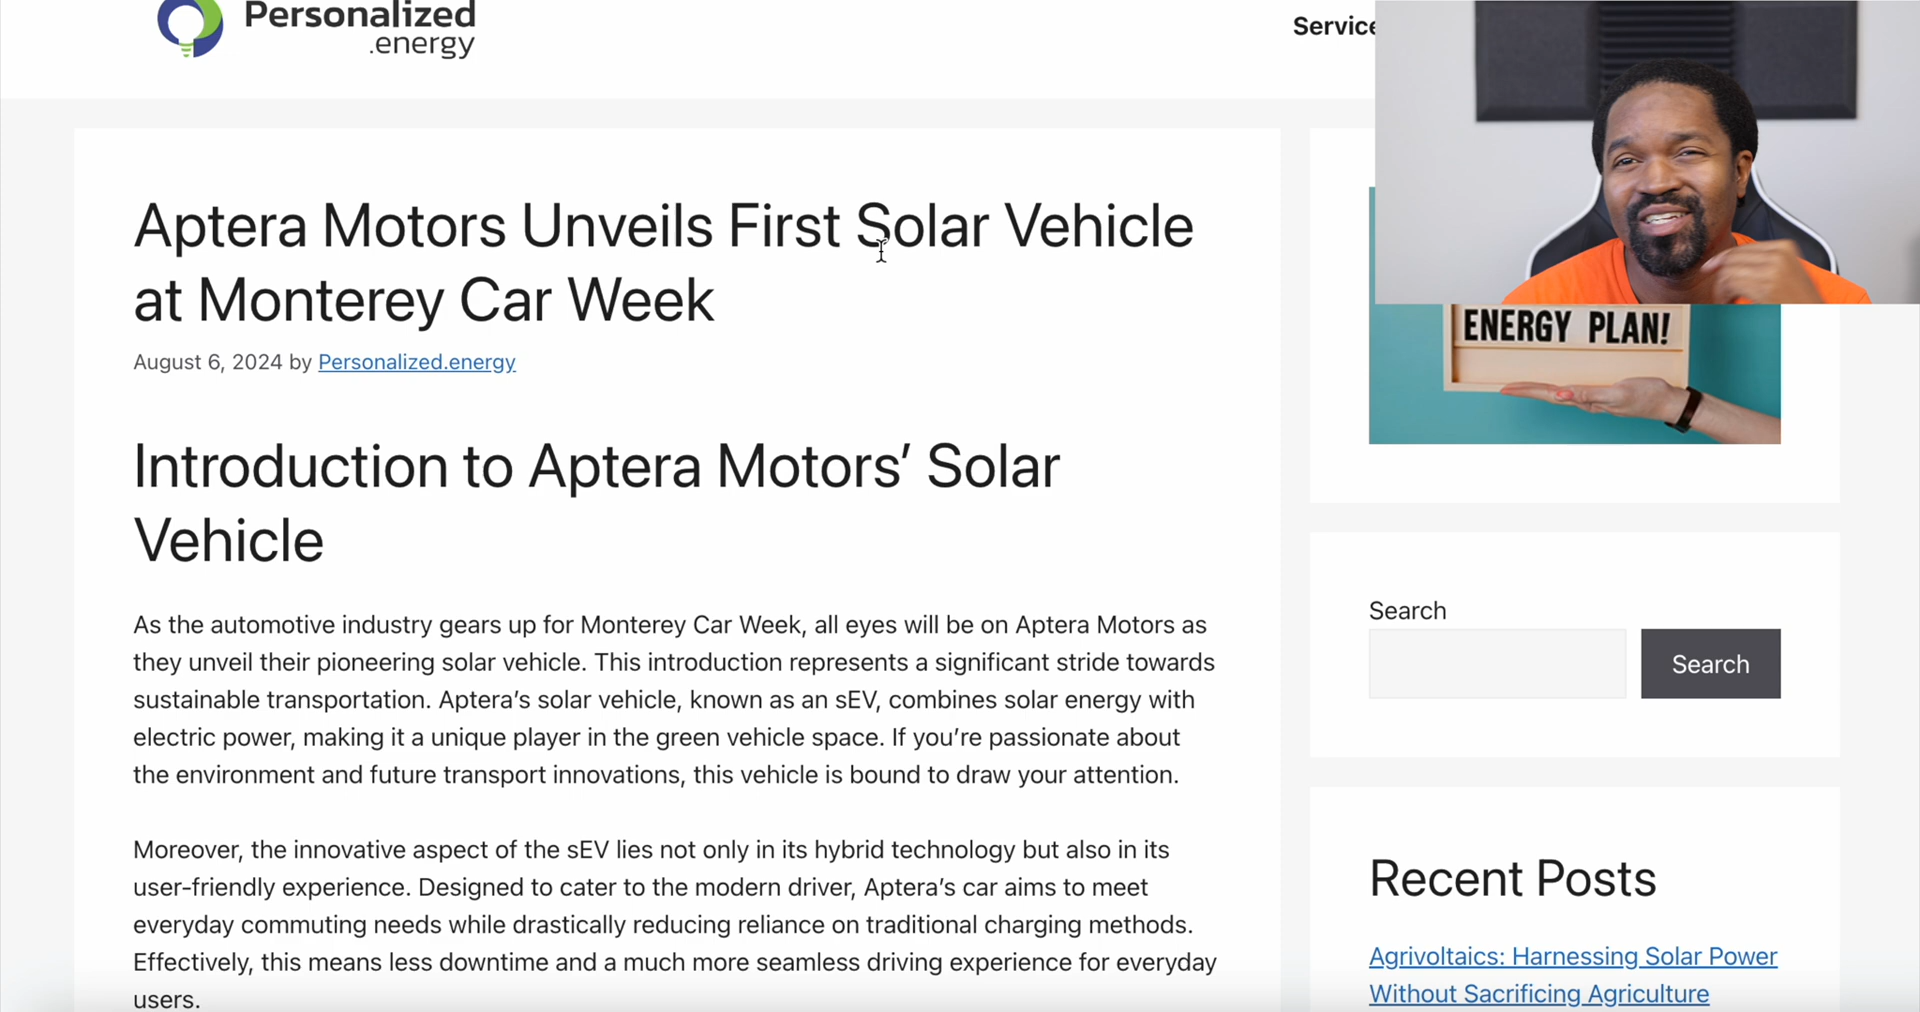 Personalized
.energy
Service
Aptera Motors Unveils First Solar Vehicle
at Monterey Car Week
August 6, 2024 by Personalized.energy
Introduction to Aptera Motors’ Solar
Vehicle
As the automotive industry gears up for Monterey Car Week, all eyes will be on Aptera Motors as
they unveil their pioneering solar vehicle. This introduction represents a significant stride towards
sustainable transportation. Aptera’s solar vehicle, known as an sEV, combines solar energy with
electric power, making it a unique player in the green vehicle space. If you’re passionate about
the environment and future transport innovations, this vehicle is bound to draw your attention.
Moreover, the innovative aspect of the sEV lies not only in its hybrid technology but also in its
user-friendly experience. Designed to cater to the modern driver, Aptera’s car aims to meet
everyday commuting needs while drastically reducing reliance on traditional charging methods.
Effectively, this means less downtime and a much more seamless driving experience for everyday
users.
ENERGY PLAN!
Search
Search
Recent Posts
Agrivoltaics: Harnessing Solar Power
Without Sacrificing Agriculture